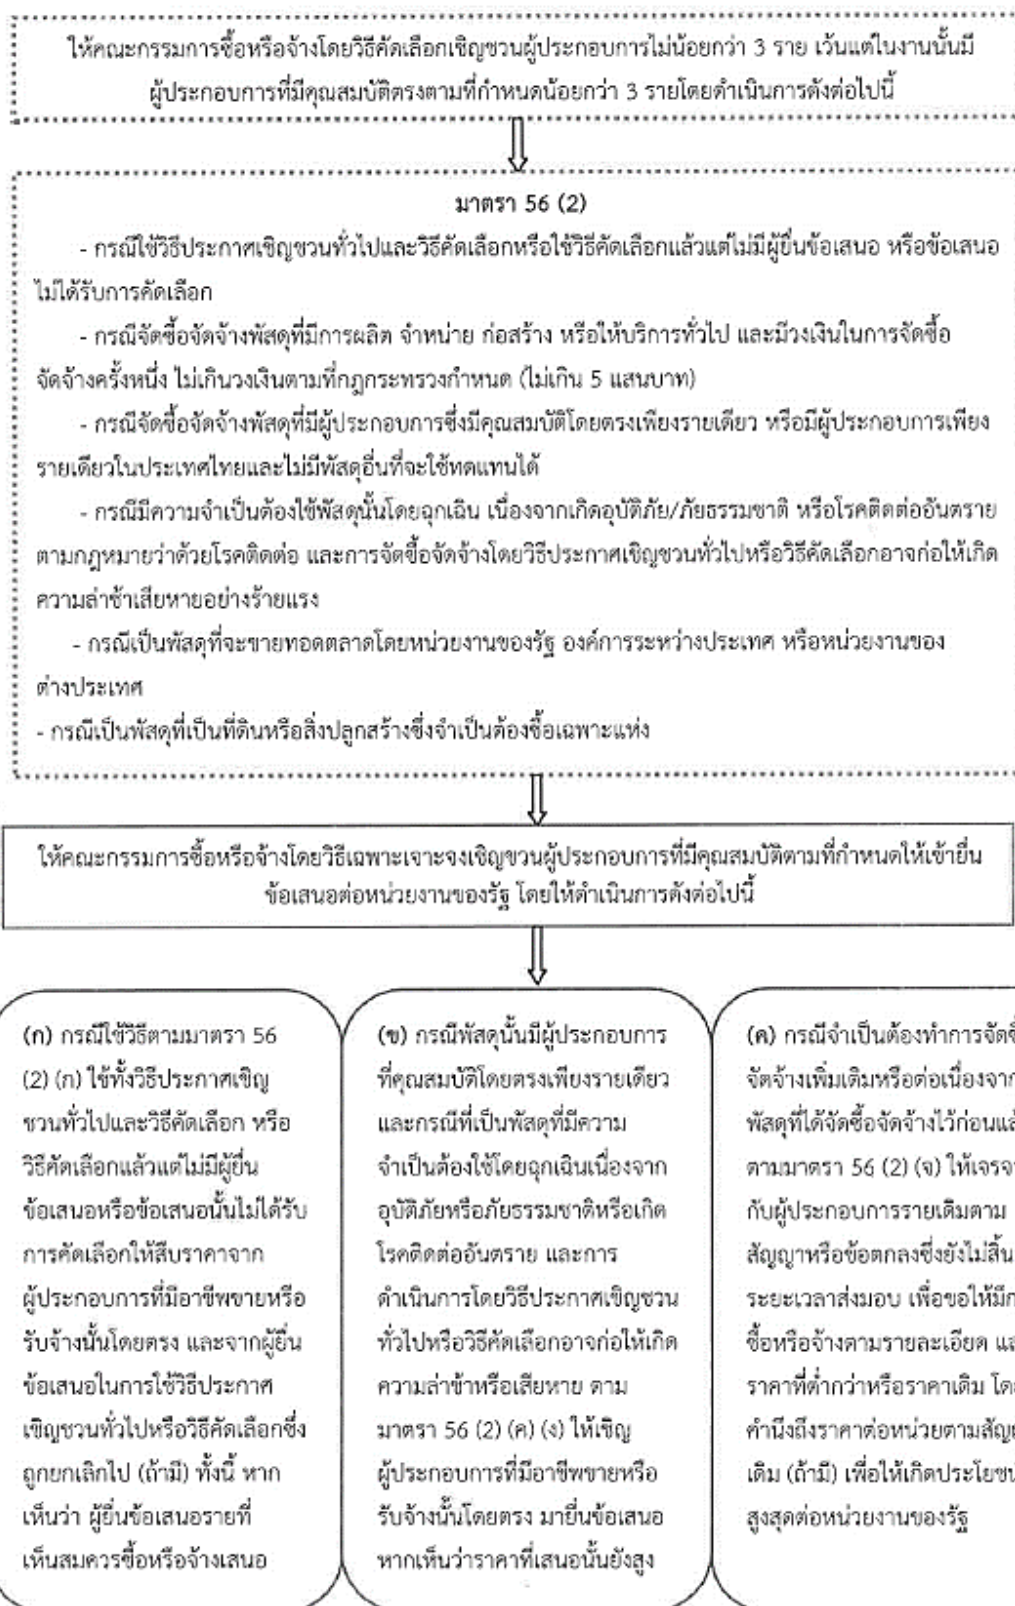 ให้คณะกรรมการซื้อหรือจ้างโดยวิธีคัดเลือกเชิญชวนผู้ประกอบการไม่น้อยกว่า 3 ราย เว้นแต่ในงานนั้นมี
ผู้ประกอบการที่มีคุณสมบัติตรงตามที่กำหนดน้อยกว่า 3 รายโดยดำเนินการดังต่อไปนี้
มาตรา 56 (2)
- กรณีใช้วิธีประกาศเชิญชวนทั่วไปและวิธีคัดเลือกหรือใช้วิธีคัดเลือกแล้วแต่ไม่มีผู้ยื่นข้อเสนอ หรือข้อเสนอ
ไม่ได้รับการคัดเลือก
- กรณีจัดซื้อจัดจ้างพัสดุที่มีการผลิต จำหน่าย ก่อสร้าง หรือให้บริการทั่วไป และมีวงเงินในการจัดซื้อ
จัดจ้างครั้งหนึ่ง ไม่เกินวงเงินตามที่กฎกระทรวงกำหนด (ไม่เกิน 5 แสนบาท)
- กรณีจัดซื้อจัดจ้างพัสดุที่มีผู้ประกอบการซึ่งมีคุณสมบัติโดยตรงเพียงรายเดียว หรือมีผู้ประกอบการเพียง
รายเดียวในประเทศไทยและไม่มีพัสดุอื่นที่จะใช้ทดแทนได้
- กรณีมีความจำเป็นต้องใช้พัสดุนั้นโดยฉุกเฉิน เนื่องจากเกิดอุบัติภัย/ภัยธรรมชาติ หรือโรคติดต่ออันตราย
ตามกฎหมายว่าด้วยโรคติดต่อ และการจัดซื้อจัดจ้างโดยวิธีประกาศเชิญชวนทั่วไปหรือวิธีคัดเลือกอาจก่อให้เกิด
ความล่าช้าเสียหายอย่างร้ายแรง
- กรณีเป็นพัสดุที่จะขายทอดตลาดโดยหน่วยงานของรัฐ องค์การระหว่างประเทศ หรือหน่วยงานของ
ต่างประเทศ
- กรณีเป็นพัสดุที่เป็นที่ดินหรือสิ่งปลูกสร้างซึ่งจำเป็นต้องซื้อเฉพาะแห่ง
ให้คณะกรรมการซื้อหรือจ้างโดยวิธีเฉพาะเจาะจงเชิญชวนผู้ประกอบการที่มีคุณสมบัติตามที่กำหนดให้เข้ายื่น
ข้อเสนอต่อหน่วยงานของรัฐ โดยให้ดำเนินการดังต่อไปนี้
(ก) กรณีใช้วิธีตามมาตรา 56
(2) (ก) ใช้ทั้งวิธีประกาศเชิญ
ชวนทั่วไปและวิธีคัดเลือก หรือ
วิธีคัดเลือกแล้วแต่ไม่มีผู้ยื่น
ข้อเสนอหรือข้อเสนอนั้นไม่ได้รับ
การคัดเลือกให้สืบราคาจาก
ผู้ประกอบการที่มีอาชีพขายหรือ
รับจ้างนั้นโดยตรง และจากผู้ยื่น
ข้อเสนอในการใช้วิธีประกาศ
เชิญชวนทั่วไปหรือวิธีคัดเลือกซึ่ง
ถูกยกเลิกไป (ถ้ามี) ทั้งนี้ หาก
เห็นว่า ผู้ยื่นข้อเสนอรายที่
เห็นสมควรซื้อหรือจ้างเสนอ
(ข) กรณีพัสดุนั้นมีผู้ประกอบการ
ที่คุณสมบัติโดยตรงเพียงรายเดียว
และกรณีที่เป็นพัสดุที่มีความ
จำเป็นต้องใช้โดยฉุกเฉินเนื่องจาก
อุบัติภัยหรือภัยธรรมชาติหรือเกิด
โรคติดต่ออันตราย และการ
ดำเนินการโดยวิธีประกาศเชิญชวน
ทั่วไปหรือวิธีคัดเลือกอาจก่อให้เกิด
ความล่าช้าหรือเสียหาย ตาม
มาตรา 56 (2) (ค) (ง) ให้เชิญ
ผู้ประกอบการที่มีอาชีพขายหรือ
รับจ้างนั้นโดยตรง มายื่นข้อเสนอ
หากเห็นว่าราคาที่เสนอนั้นยังสูง
(ค) กรณีจำเป็นต้องทำการจัดซื้
จัดจ้างเพิ่มเติมหรือต่อเนื่องจาก
พัสดุที่ได้จัดซื้อจัดจ้างไว้ก่อนแล้
ตามมาตรา 56 (2) (จ) ให้เจรจา
กับผู้ประกอบการรายเดิมตาม
สัญญาหรือข้อตกลงซึ่งยังไม่สิ้น
ระยะเวลาส่งมอบ เพื่อขอให้มีก
ซื้อหรือจ้างตามรายละเอียด แล
ราคาที่ต่ำกว่าหรือราคาเดิม โดย
คำนึงถึงราคาต่อหน่วยตามสัญญ
เดิม (ถ้ามี) เพื่อให้เกิดประโยชน์
สูงสุดต่อหน่วยงานของรัฐ